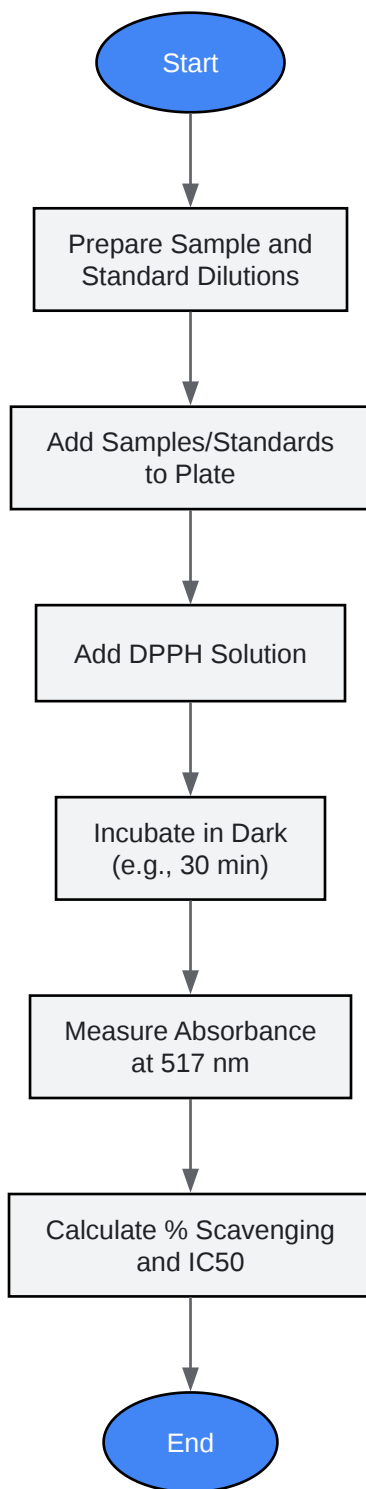 Start
Prepare Sample and
Standard Dilutions
Add Samples/Standards
to Plate
Add DPPH Solution
Incubate in Dark
(e.g., 30 min)
Measure Absorbance
at 517 nm
Calculate % Scavenging
and IC50
End